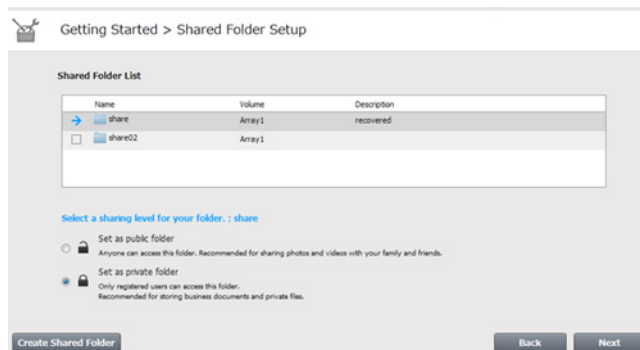 Getting Started > Shared Folder Setup
Shared Folder List
Name Volume Description
share Array1 recovered
share02 Array1
Select a sharing level for your folder. : share
Set as public folder
Anyone can access this folder. Recommended for sharing photos and videos with your family and friends.
Set as private folder
Only registered users can access this folder.
Recommended for storing business documents and private files.
Create Shared Folder Back Next